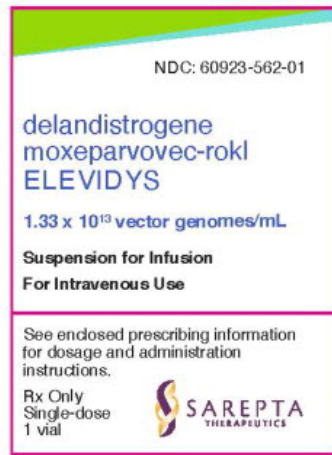 NDC: 60923-562-01
delandistrogene
moxeparvovec-rokl
ELEVIDYS
1.33 x 10¹³ vector genomes/mL
Suspension for Infusion
For Intravenous Use
See enclosed prescribing information
for dosage and administration
instructions.
Rx Only
Single-dose
1 vial
SAREPTA
THERAPEUTICS